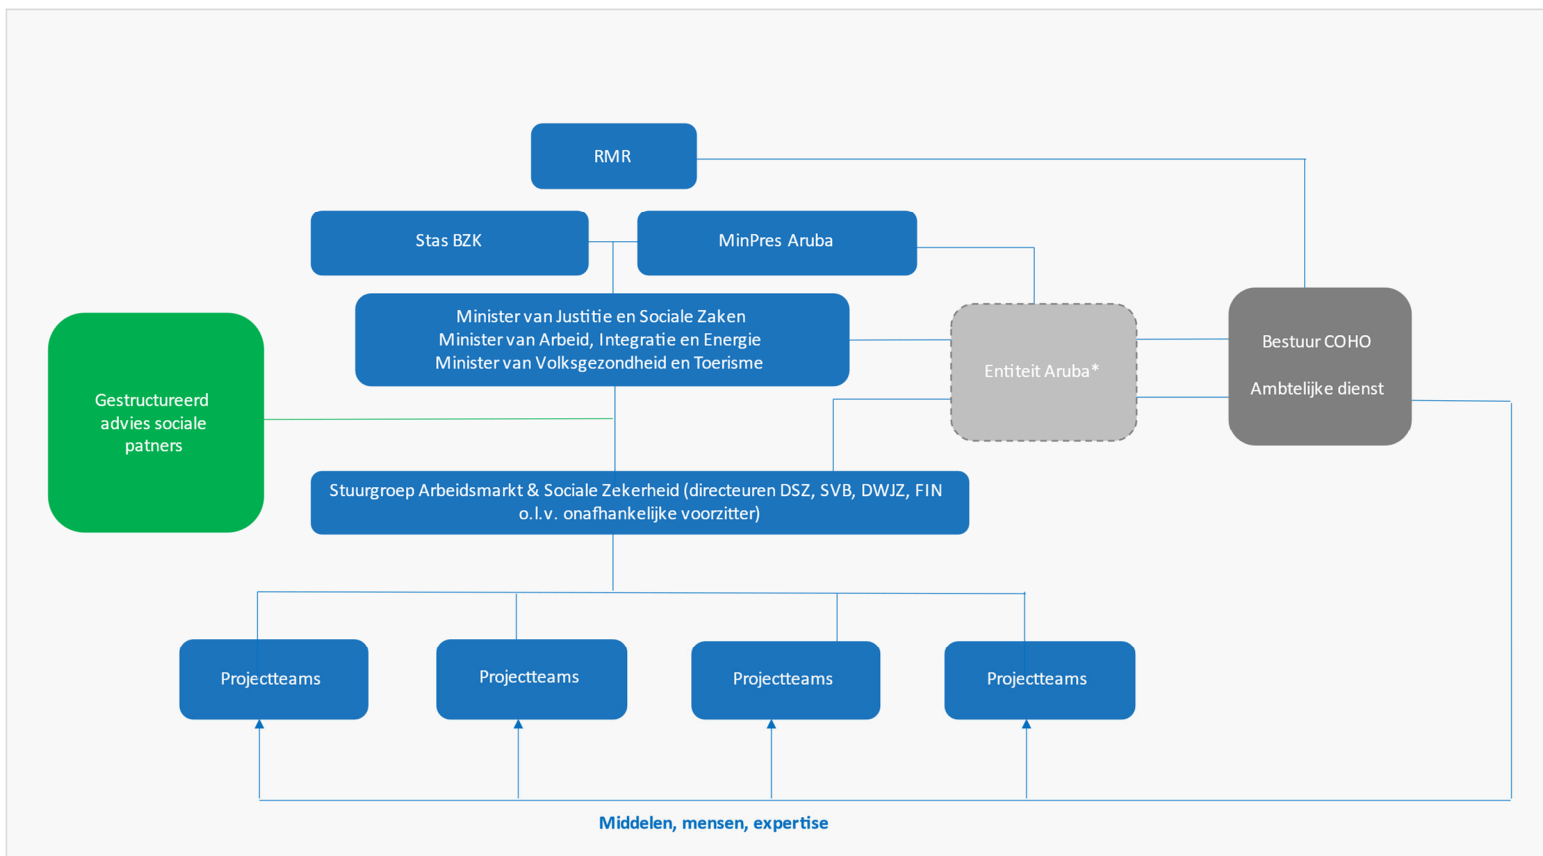 RMR
Stas BZK
MinPres Aruba
Minister van Justitie en Sociale Zaken
Minister van Arbeid, Integratie en Energie
Minister van Volksgezondheid en Toerisme
Entiteit Aruba*
Bestuur COHO
Ambtelijke dienst
Gestructureerd
advies sociale
patners
Stuurgroep Arbeidsmarkt & Sociale Zekerheid (directeuren DSZ, SVB, DWJZ, FIN
o.l.v. onafhankelijke voorzitter)
Projectteams
Projectteams
Projectteams
Projectteams
Middelen, mensen, expertise